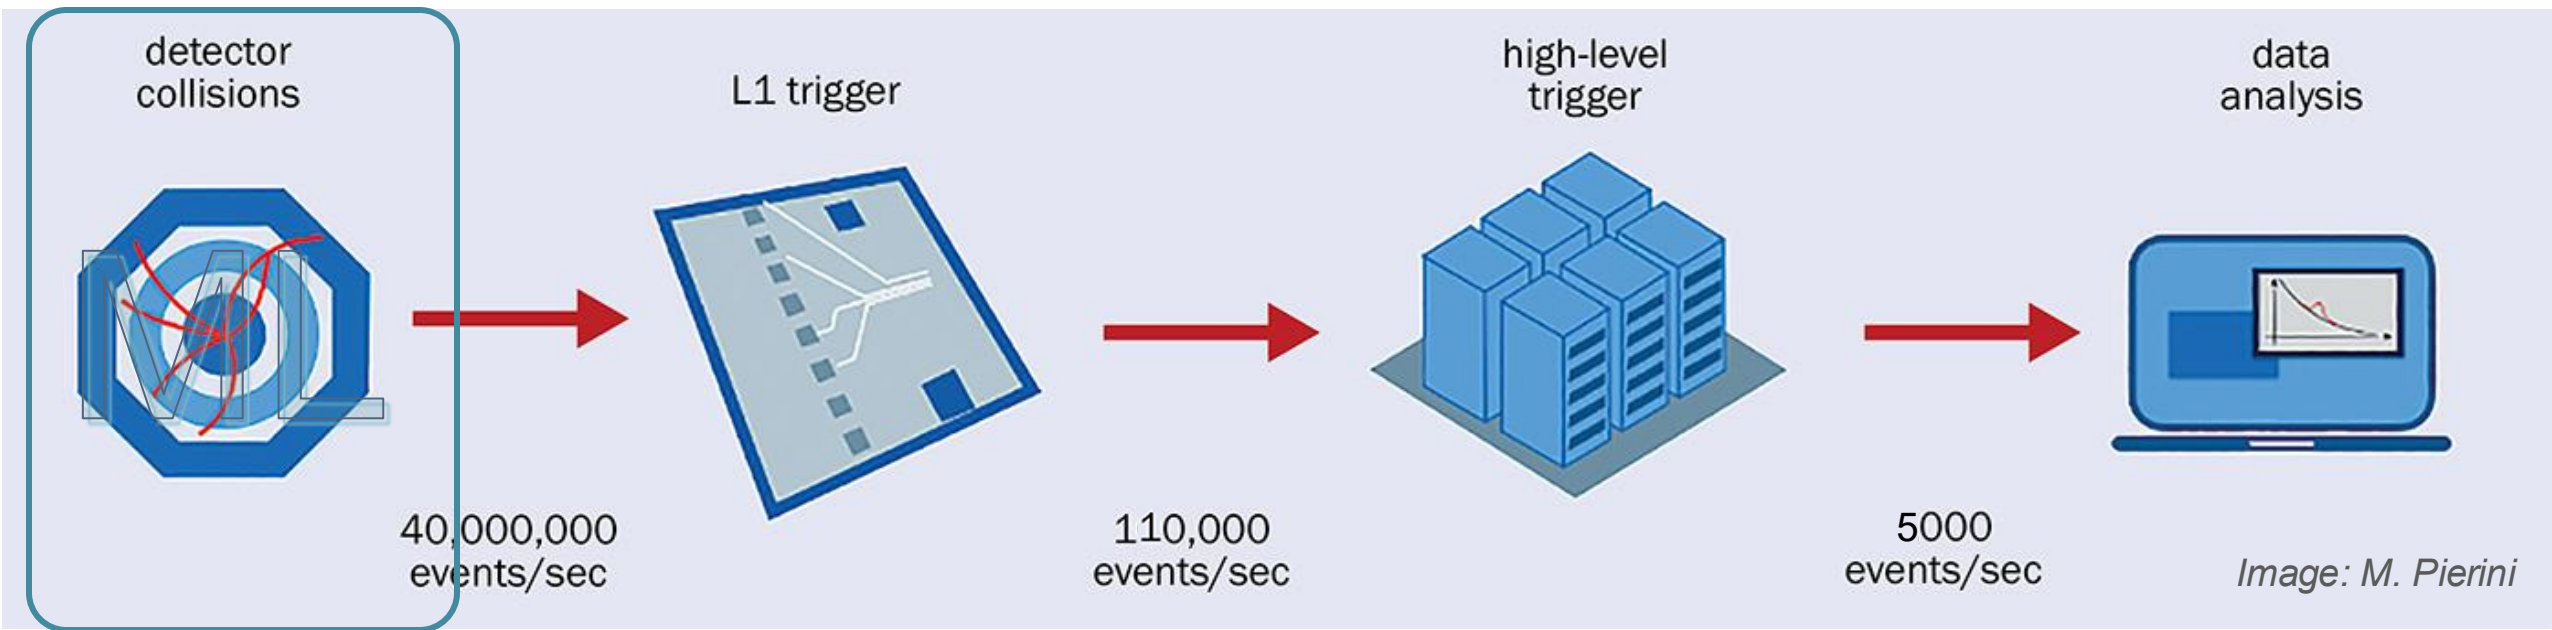 detector
collisions
L1 trigger
high-level
trigger
data
analysis
ML
40,000,000
events/sec
110,000
events/sec
5000
events/sec
Image: M. Pierini